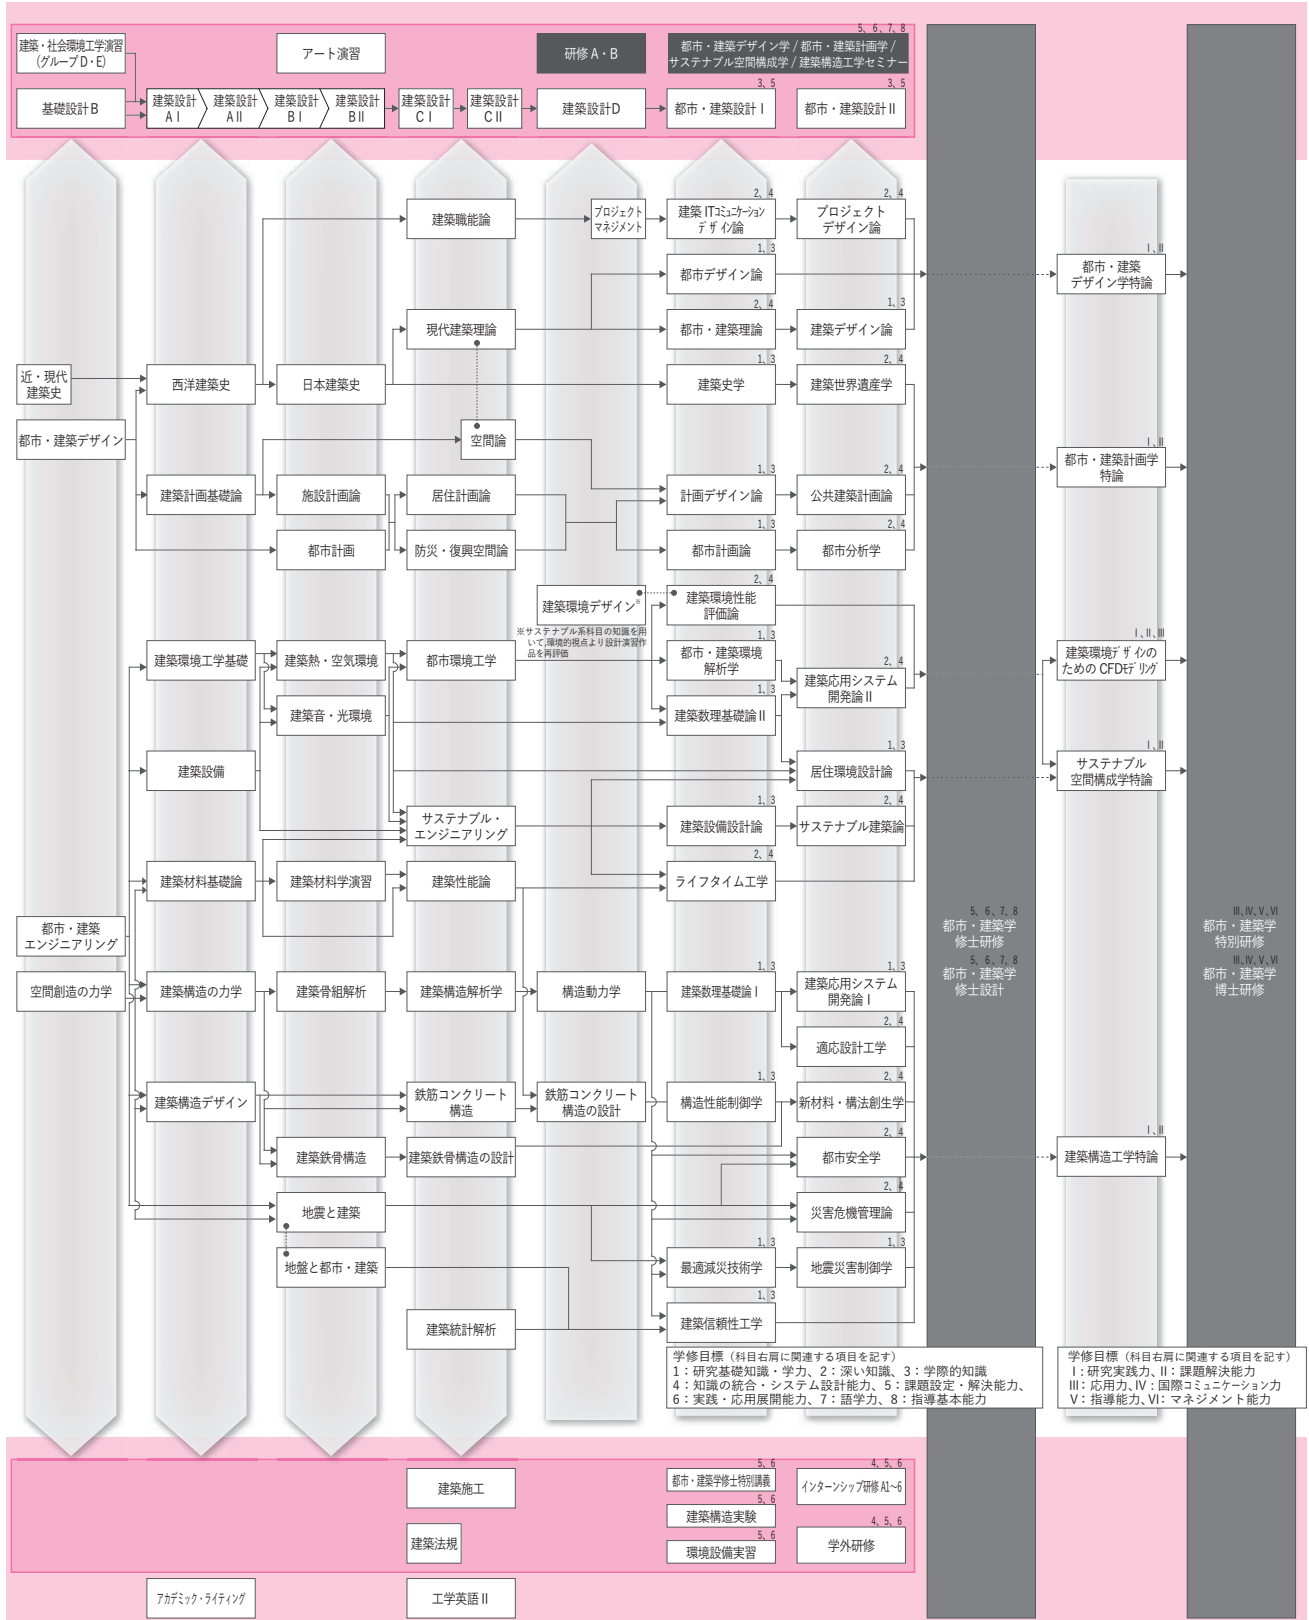 5、6、7、8
建築・社会環境工学演習
(グループD・E)
アート演習
研修 A・B
都市・建築デザイン学 / 都市・建築計画学 /
サステナブル空間構成学 / 建築構造工学セミナー
3、5
3、5
基礎設計 B
建築設計
A I
建築設計
A II
建築設計
B I
建築設計
B II
建築設計
C I
建築設計
C II
建築設計D
都市・建築設計 I
都市・建築設計 II
2、4
2、4
建築職能論
プロジェクト
マネジメント
建築 ITコミュニケーション
デザイン論
プロジェクト
デザイン論
1、3
都市デザイン論
I、II
都市・建築
デザイン学特論
2、4
1、3
現代建築理論
都市・建築理論
建築デザイン論
1、3
2、4
近・現代
建築史
西洋建築史
日本建築史
建築史学
建築世界遺産学
都市・建築デザイン
空間論
I、II
都市・建築計画学
特論
1、3
2、4
建築計画基礎論
施設計画論
居住計画論
計画デザイン論
公共建築計画論
1、3
2、4
都市計画
防災・復興空間論
都市計画論
都市分析学
2、4
建築環境デザイン※
建築環境性能
評価論
※サステナブル系科目の知識を用
いて,環境的視点より設計演習作
品を再評価
1、3
I、II、III
建築環境工学基礎
建築熱・空気環境
都市環境工学
都市・建築環境
解析学
2、4
建築応用システム
開発論 II
建築環境デザインの
ための CFDモデリング
1、3
建築音・光環境
建築数理基礎論 II
1、3
I、II
建築設備
居住環境設計論
サステナブル
空間構成学特論
1、3
2、4
サステナブル・
エンジニアリング
建築設備設計論
サステナブル建築論
2、4
建築材料基礎論
建築材料学演習
建築性能論
ライフタイム工学
都市・建築
エンジニアリング
5、6、7、8
都市・建築学
修士研修
III、IV、V、VI
都市・建築学
特別研修
5、6、7、8
都市・建築学
修士設計
III、IV、V、VI
都市・建築学
博士研修
1、3
1、3
空間創造の力学
建築構造の力学
建築骨組解析
建築構造解析学
構造動力学
建築数理基礎論 I
建築応用システム
開発論 I
2、4
適応設計工学
1、3
2、4
建築構造デザイン
鉄筋コンクリート
構造
鉄筋コンクリート
構造の設計
構造性能制御学
新材料・構法創生学
2、4
I、II
建築鉄骨構造
建築鉄骨構造の設計
都市安全学
建築構造工学特論
2、4
地震と建築
災害危機管理論
1、3
1、3
地盤と都市・建築
最適減災技術学
地震災害制御学
1、3
建築統計解析
建築信頼性工学
学修目標(科目右肩に関連する項目を記す)
1:研究基礎知識・学力、2:深い知識、3:学際的知識
4:知識の統合・システム設計能力、5:課題設定・解決能力、
6:実践・応用展開能力、7:語学力、8:指導基本能力
学修目標(科目右肩に関連する項目を記す)
I:研究実践力、II:課題解決能力
III:応用力、IV:国際コミュニケーション力
V:指導能力、VI:マネジメント能力
5、6
4、5、6
建築施工
都市・建築学修士特別講義
インターンシップ研修 A1〜6
5、6
建築構造実験
4、5、6
建築法規
5、6
環境設備実習
学外研修
アカデミック・ライティング
工学英語 II